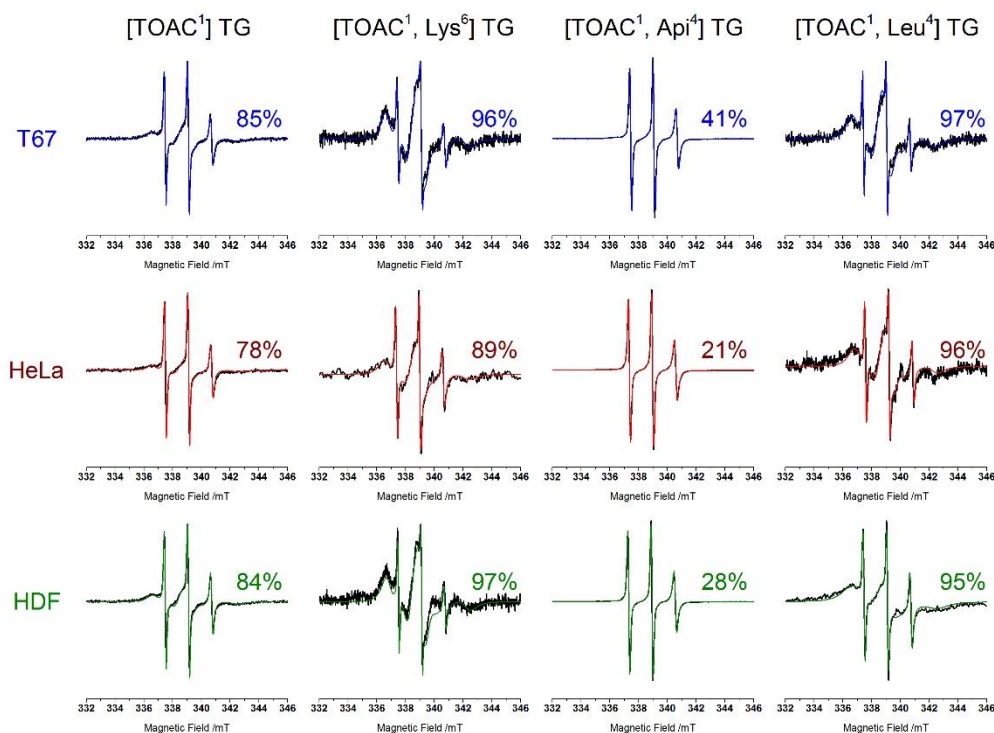 [TOAC¹] TG [TOAC¹, Lys⁶] TG [TOAC¹, Api⁴] TG [TOAC¹, Leu⁴] TG
T67 85% 96% 41% 97%
332 334 336 338 340 342 344 346 332 334 336 338 340 342 344 346 332 334 336 338 340 342 344 346 332 334 336 338 340 342 344 346
Magnetic Field /mT Magnetic Field /mT Magnetic Field /mT Magnetic Field /mT
HeLa 78% 89% 21% 96%
332 334 336 338 340 342 344 346 332 334 336 338 340 342 344 346 332 334 336 338 340 342 344 346 332 334 336 338 340 342 344 346
Magnetic Field /mT Magnetic Field /mT Magnetic Field /mT Magnetic Field /mT
HDF 84% 97% 28% 95%
332 334 336 338 340 342 344 346 332 334 336 338 340 342 344 346 332 334 336 338 340 342 344 346 332 334 336 338 340 342 344 346
Magnetic Field /mT Magnetic Field /mT Magnetic Field /mT Magnetic Field /mT